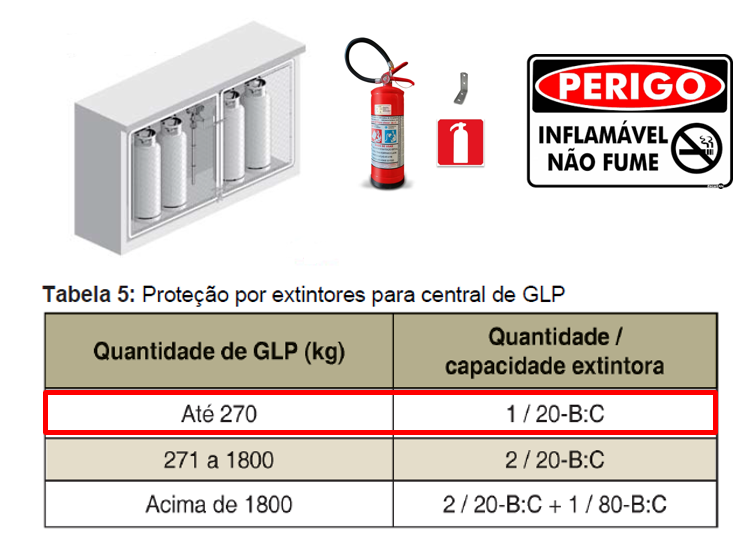 PERIGO
INFLAMÁVEL
NÃO FUME
Tabela 5: Proteção por extintores para central de GLP
Quantidade de GLP (kg)
Quantidade /
capacidade extintora
Até 270
1 / 20-B:C
271 a 1800
2 / 20-B:C
Acima de 1800
2 / 20-B:C + 1 / 80-B:C